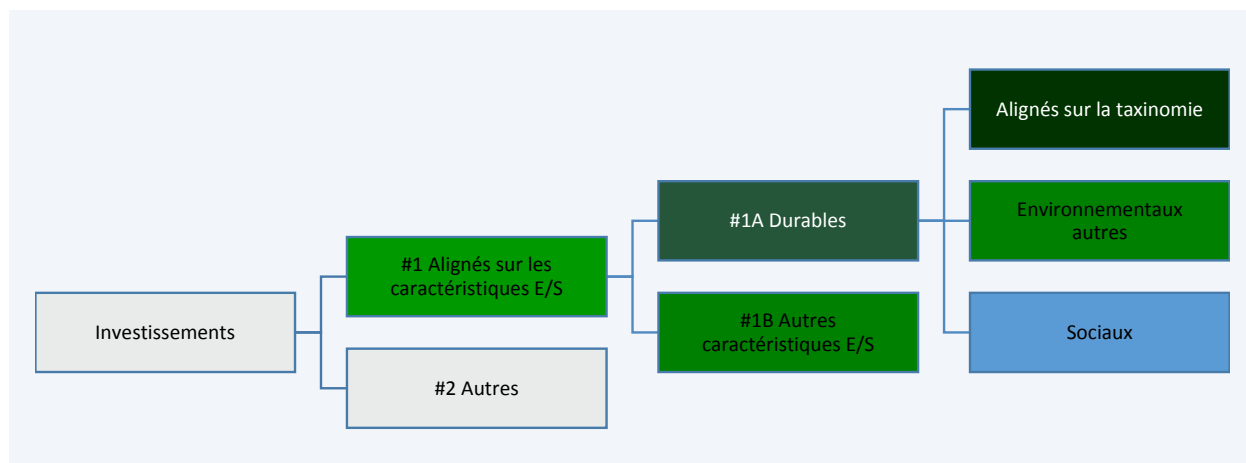 Investissements
#1 Alignés sur les
caractéristiques E/S
#2 Autres
#1A Durables
#1B Autres
caractéristiques E/S
Alignés sur la taxinomie
Environnementaux
autres
Sociaux